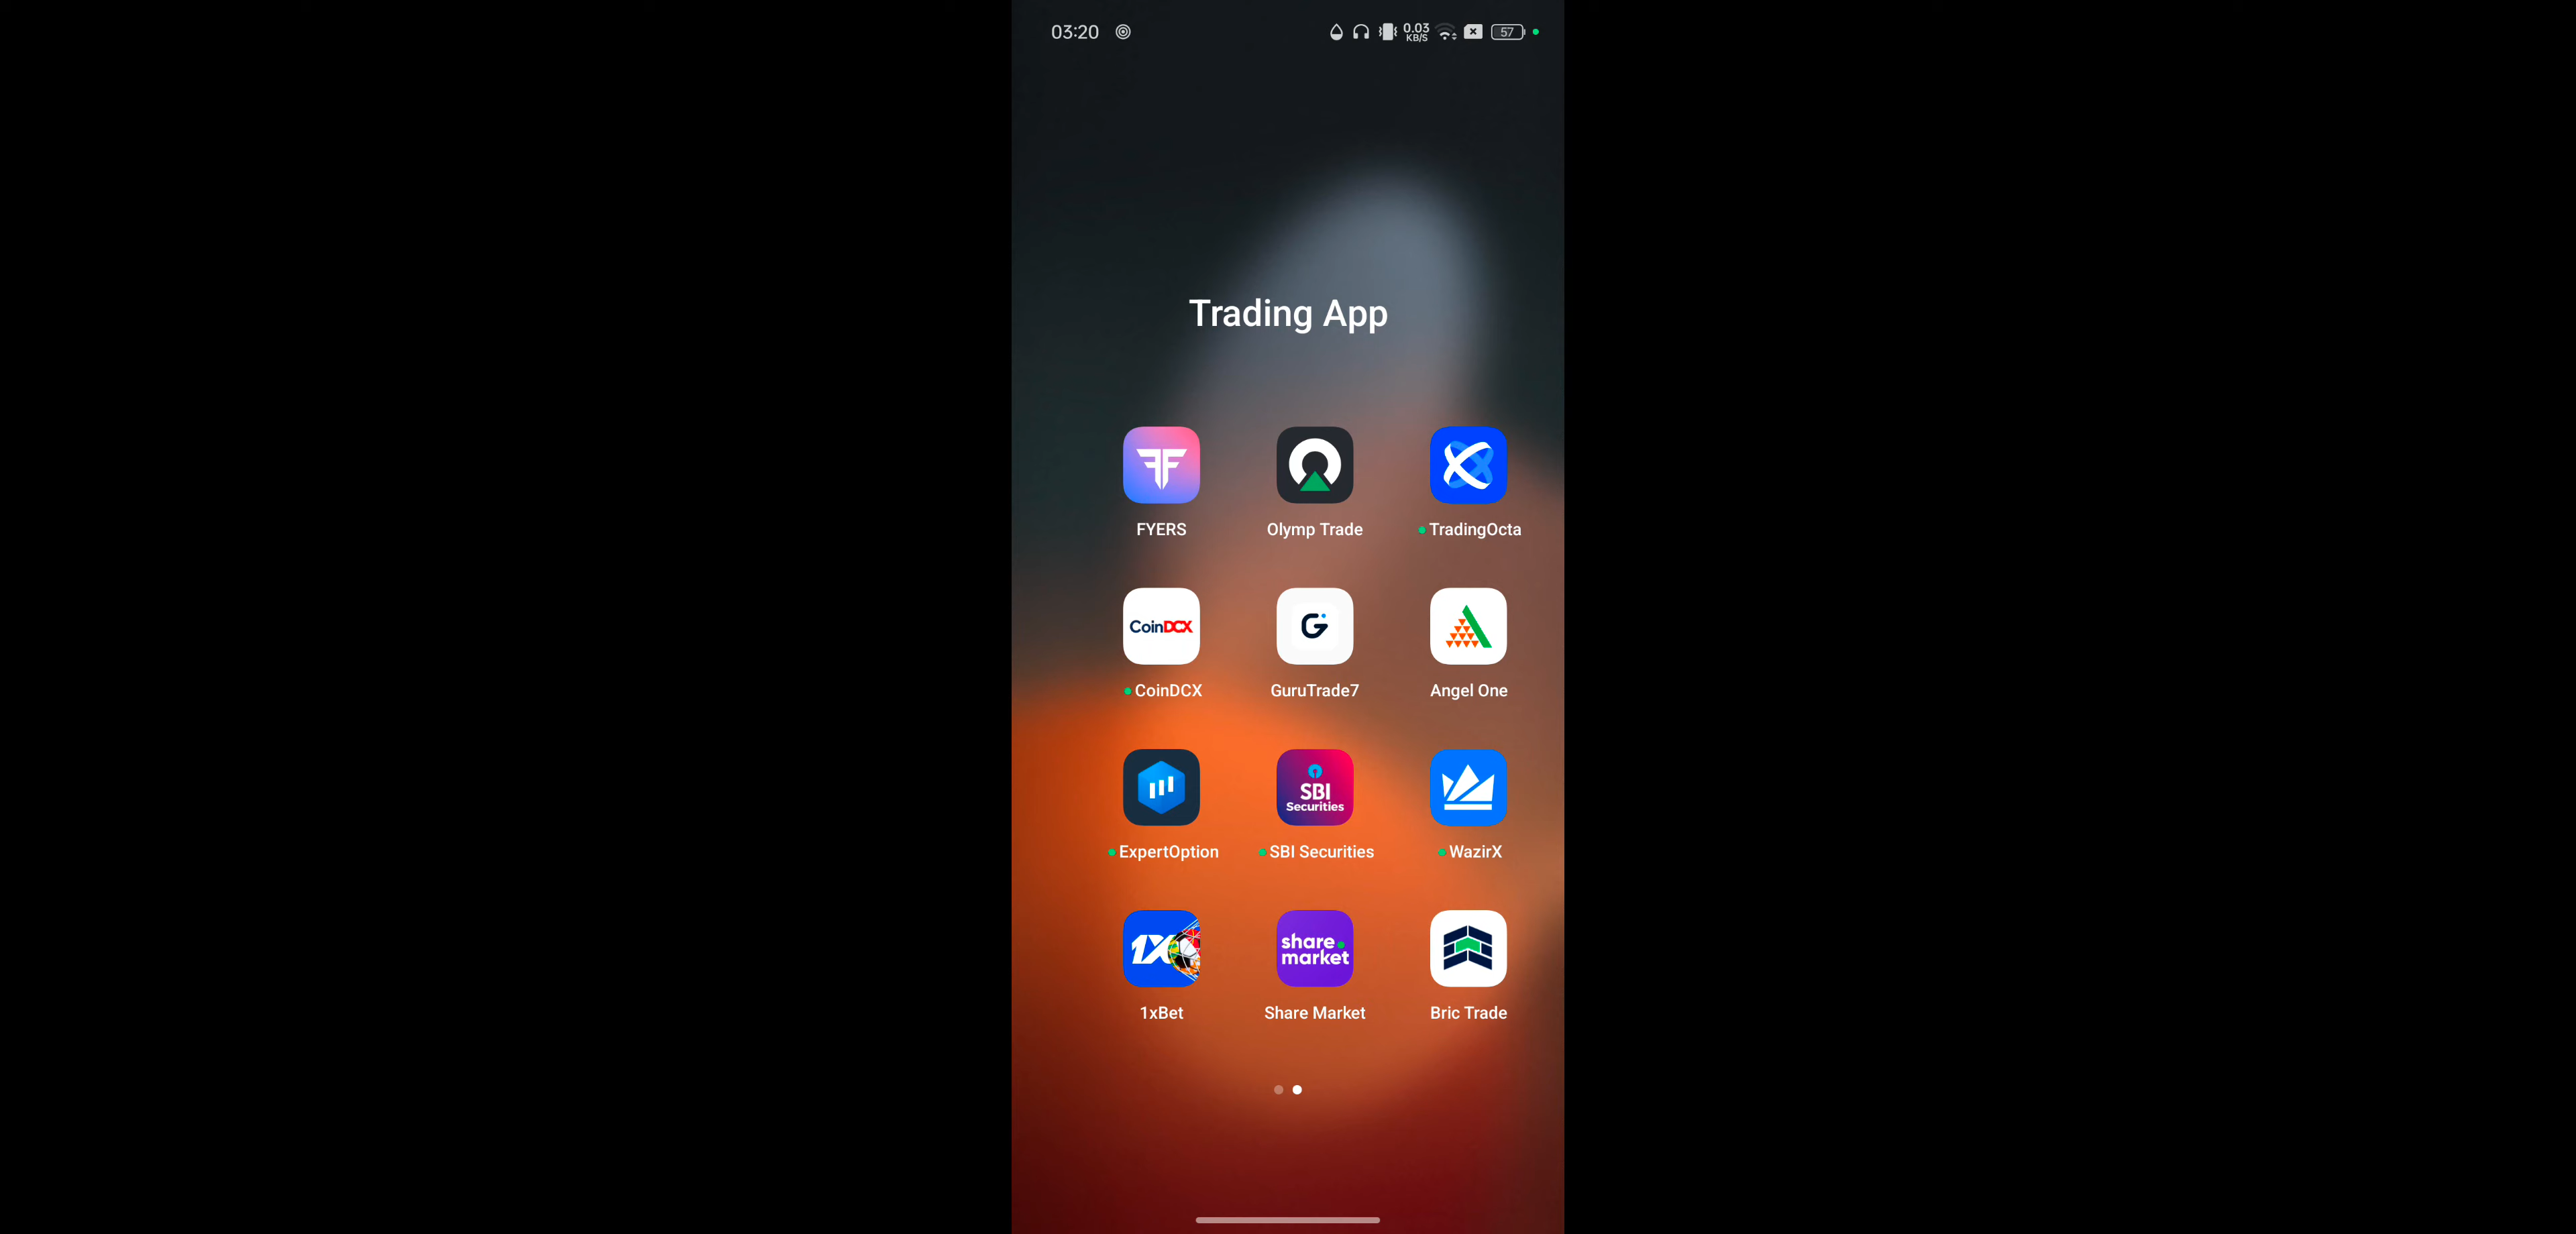 03:20
0.03
KB/S
57
Trading App
FYERS
Olymp Trade
TradingOcta
CoinDCX
CoinDCX
GuruTrade7
Angel One
SBI
Securities
ExpertOption
SBI Securities
WazirX
1X
share.
market
1xBet
Share Market
Bric Trade